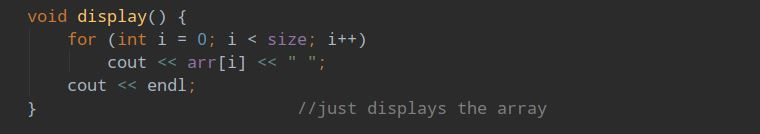 void display() {
for (int i = 0; i < size; i++)
cout << arr[i] << " ";
cout << endl;
} //just displays the array